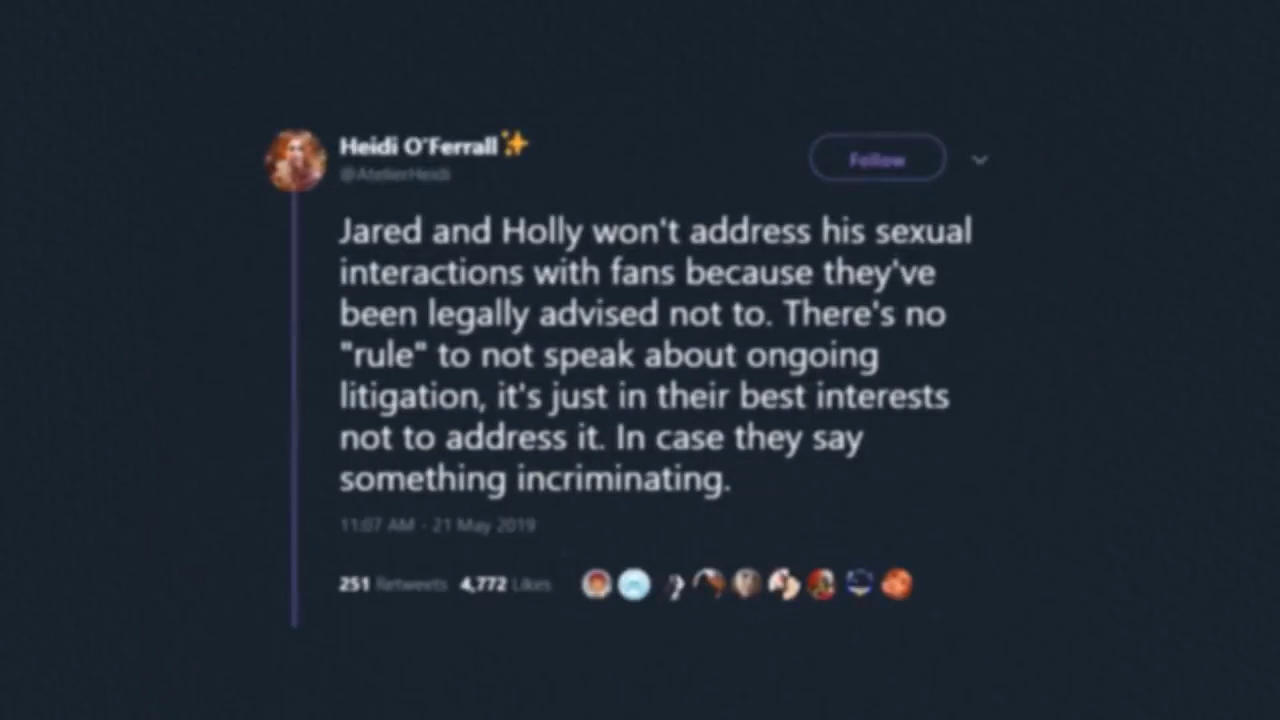 Heidi O'Ferrall✨
@AtelierHeidi
Follow
Jared and Holly won't address his sexual
interactions with fans because they've
been legally advised not to. There's no
"rule" to not speak about ongoing
litigation, it's just in their best interests
not to address it. In case they say
something incriminating.
11:07 AM - 21 May 2019
251 Retweets 4,772 Likes